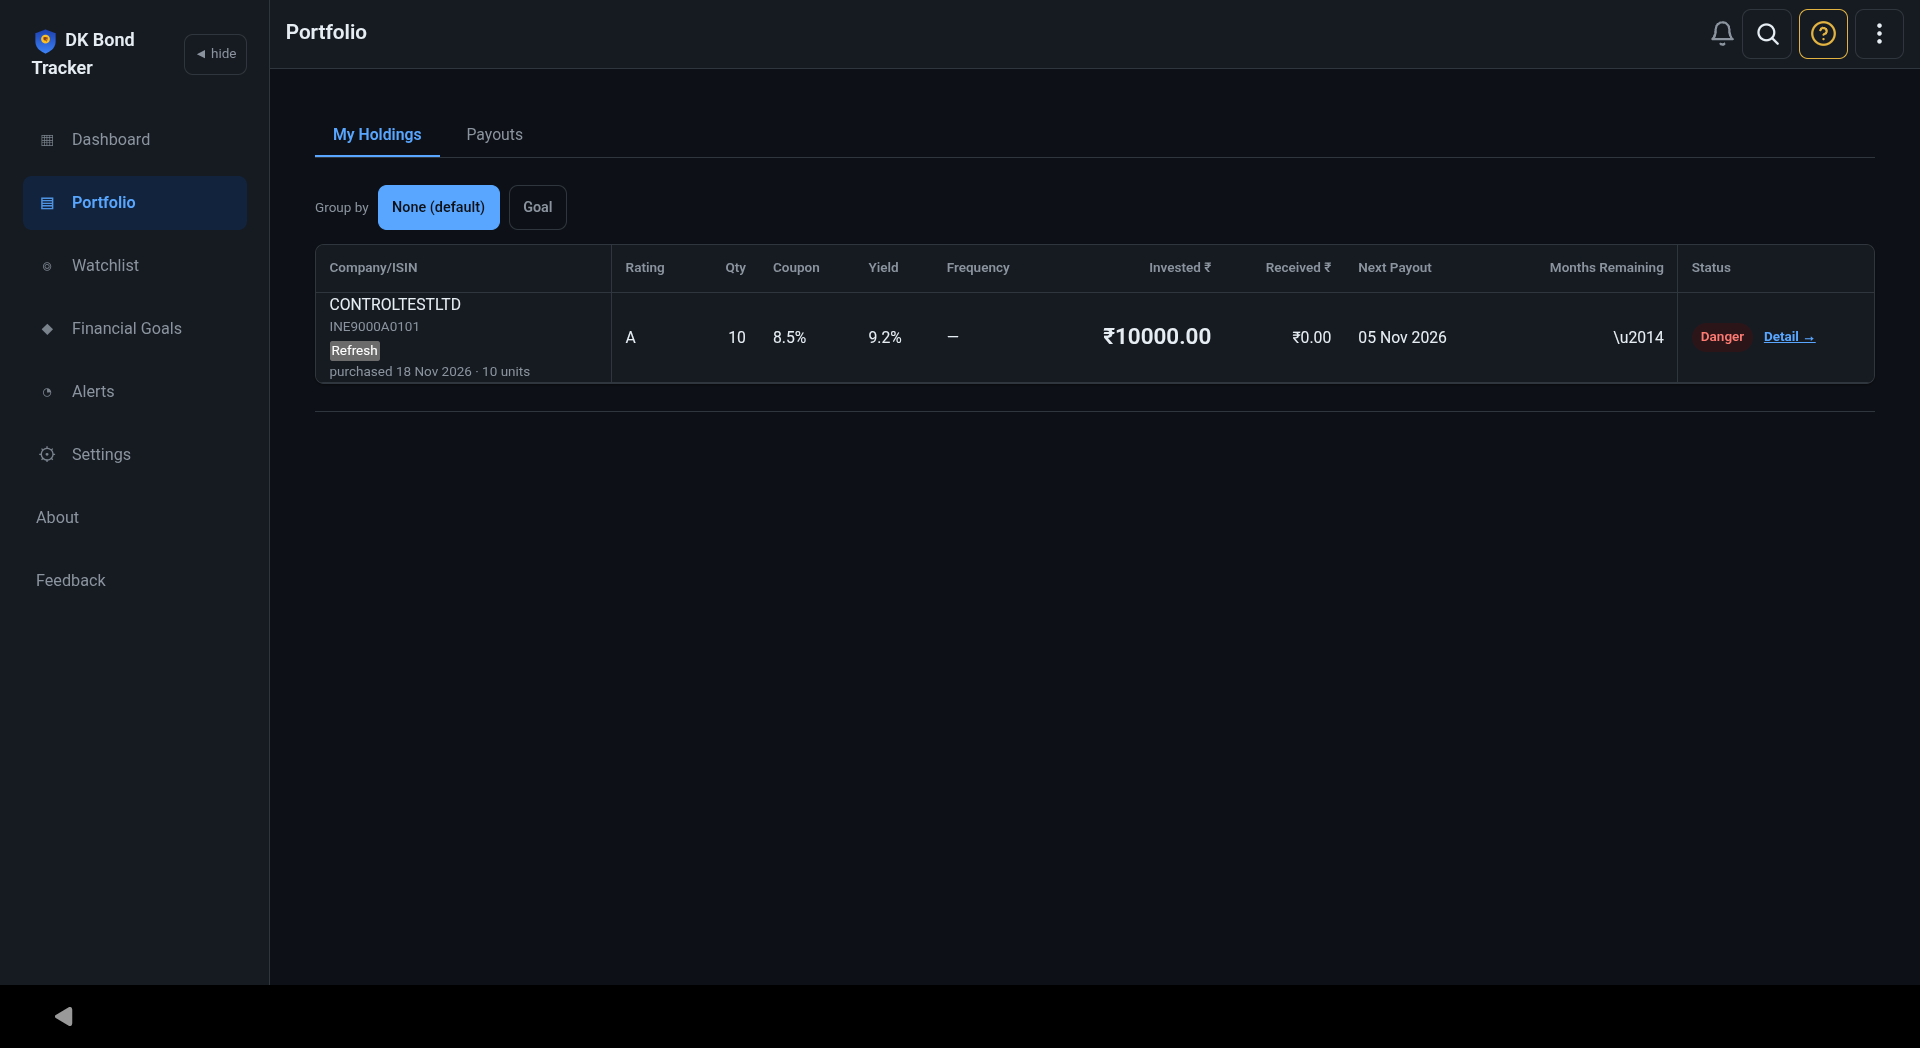 DK Bond
Tracker
◄ hide
Portfolio
Dashboard
Portfolio
Watchlist
Financial Goals
Alerts
Settings
About
Feedback
My Holdings Payouts
Group by None (default) Goal
Company/ISIN Rating Qty Coupon Yield Frequency Invested ₹ Received ₹ Next Payout Months Remaining Status
CONTROLTESTLTD
INE9000A0101
Refresh
purchased 18 Nov 2026 · 10 units
A 10 8.5% 9.2% — ₹10000.00 ₹0.00 05 Nov 2026 \u2014 Danger Detail →